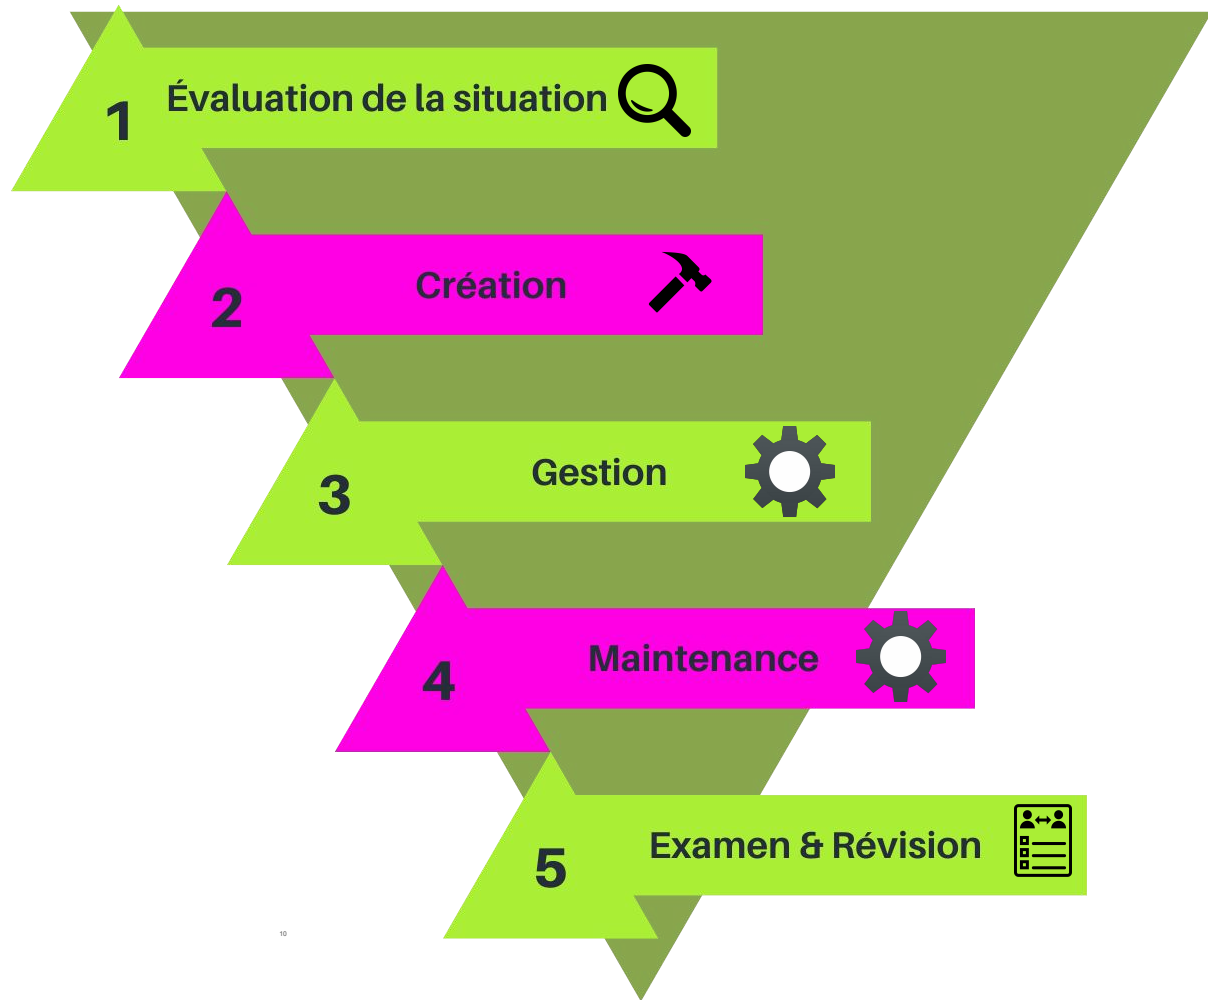 1 Évaluation de la situation
2 Création
3 Gestion
4 Maintenance
5 Examen & Révision
10